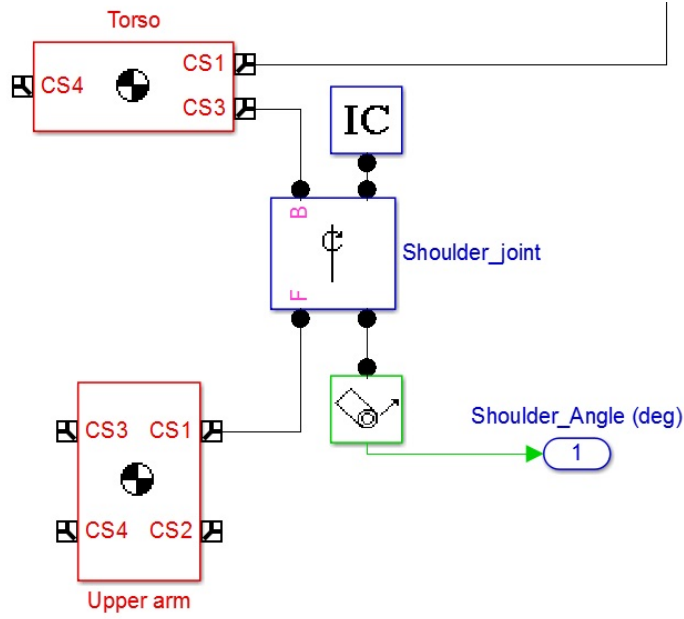 Torso
CS1
CS4
CS3
IC
B
Shoulder_joint
F
Shoulder_Angle (deg)
CS3 CS1
1
CS4 CS2
Upper arm